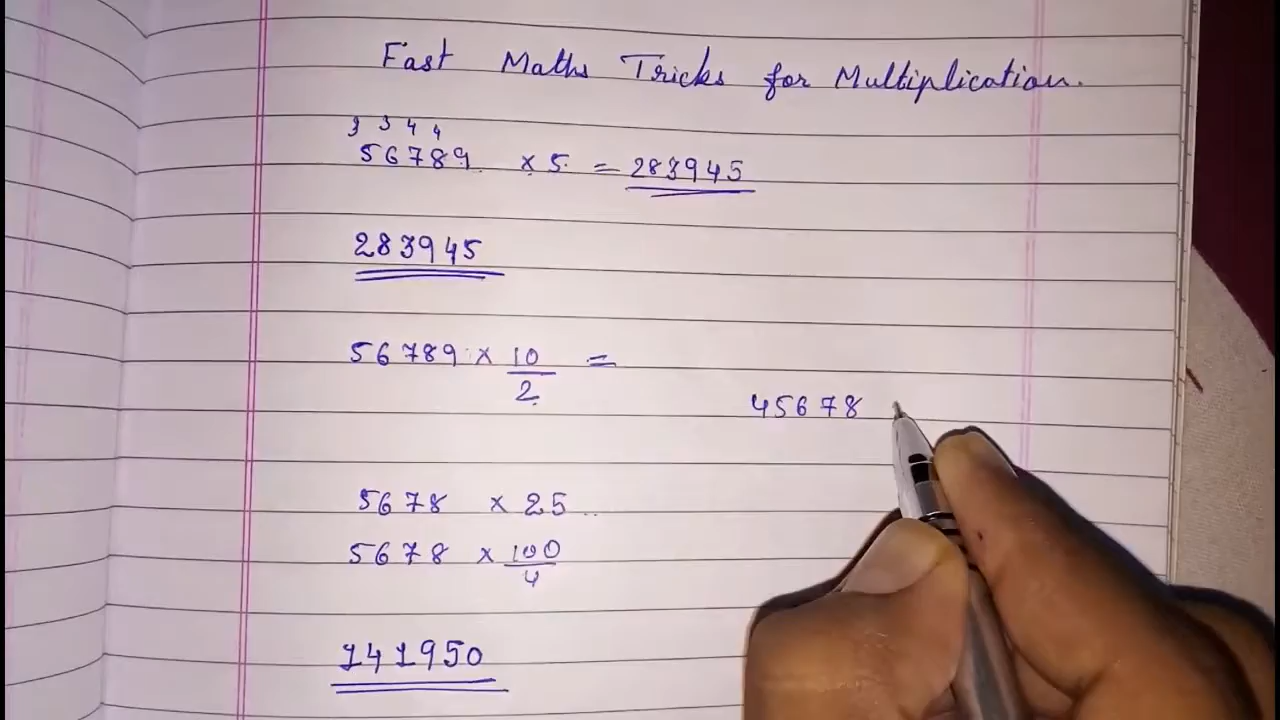 Fast Maths Tricks for Multiplication.
3 3 4 4
56789 × 5 = 283945
283945
56789 × 10/2 =
45678
5678 × 25
5678 × 100/4
141950